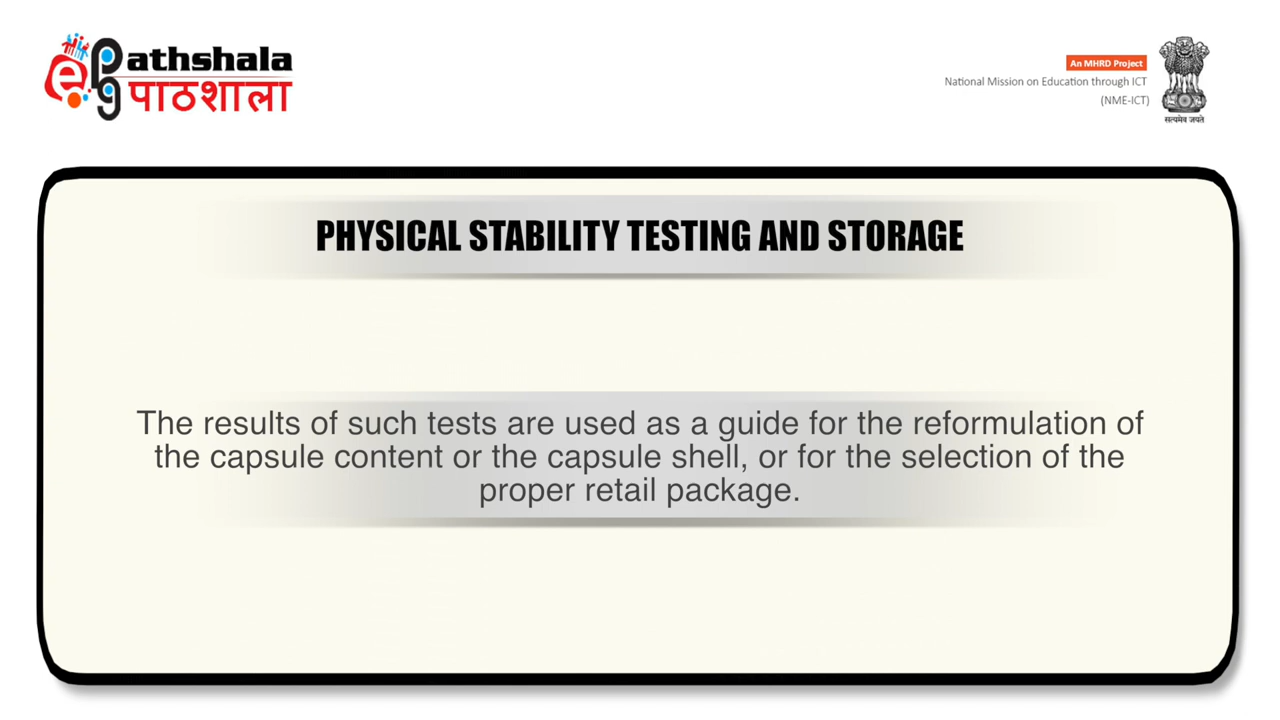 e Pg athshala
पाठशाला
An MHRD Project
National Mission on Education through ICT
(NME-ICT)
सत्यमेव जयते
PHYSICAL STABILITY TESTING AND STORAGE
The results of such tests are used as a guide for the reformulation of
the capsule content or the capsule shell, or for the selection of the
proper retail package.